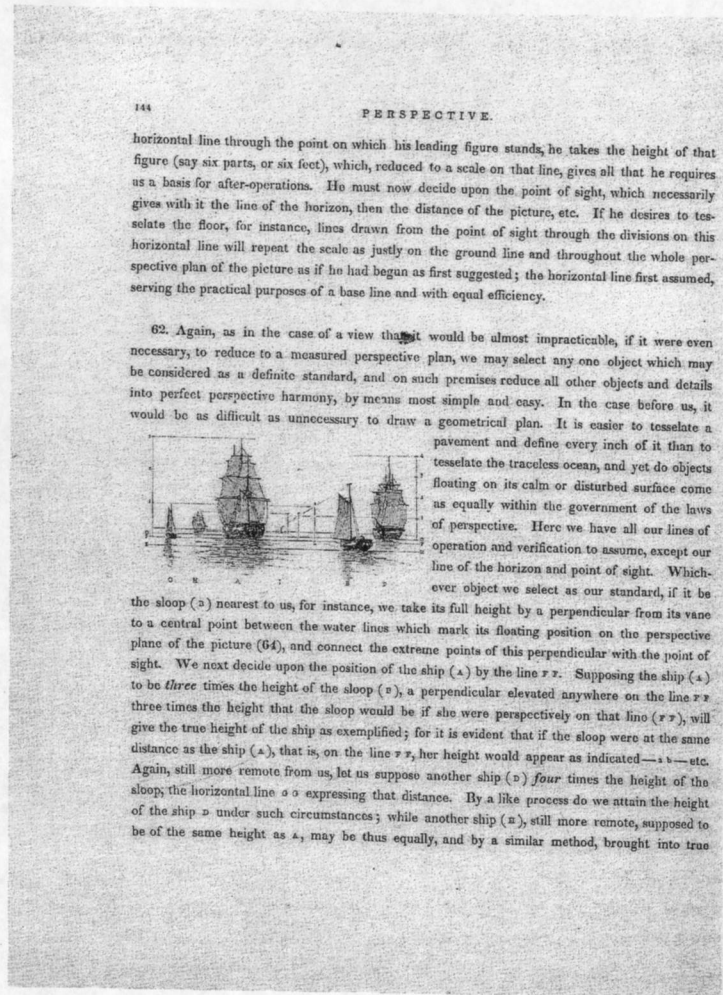 144
PERSPECTIVE.
horizontal line through the point on which his leading figure stands, he takes the height of that
figure (say six parts, or six feet), which, reduced to a scale on that line, gives all that he requires
as a basis for after-operations. He must now decide upon the point of sight, which necessarily
gives with it the line of the horizon, then the distance of the picture, etc. If he desires to tes-
selate the floor, for instance, lines drawn from the point of sight through the divisions on this
horizontal line will repeat the scale as justly on the ground line and throughout the whole per-
spective plan of the picture as if he had begun as first suggested; the horizontal line first assumed,
serving the practical purposes of a base line and with equal efficiency.
62. Again, as in the case of a view that it would be almost impracticable, if it were even
necessary, to reduce to a measured perspective plan, we may select any one object which may
be considered as a definite standard, and on such premises reduce all other objects and details
into perfect perspective harmony, by means most simple and easy. In the case before us, it
would be as difficult as unnecessary to draw a geometrical plan. It is easier to tesselate a
pavement and define every inch of it than to
tesselate the traceless ocean, and yet do objects
floating on its calm or disturbed surface come
as equally within the government of the laws
of perspective. Here we have all our lines of
operation and verification to assume, except our
line of the horizon and point of sight. Which-
ever object we select as our standard, if it be
the sloop (B) nearest to us, for instance, we take its full height by a perpendicular from its vane
to a central point between the water lines which mark its floating position on the perspective
plane of the picture (64), and connect the extreme points of this perpendicular with the point of
sight. We next decide upon the position of the ship (A) by the line F F. Supposing the ship (A)
to be three times the height of the sloop (B), a perpendicular elevated anywhere on the line F F
three times the height that the sloop would be if she were perspectively on that line (F F), will
give the true height of the ship as exemplified; for it is evident that if the sloop were at the same
distance as the ship (A), that is, on the line F F, her height would appear as indicated—a b—etc.
Again, still more remote from us, let us suppose another ship (D) four times the height of the
sloop; the horizontal line G G expressing that distance. By a like process do we attain the height
of the ship D under such circumstances; while another ship (E), still more remote, supposed to
be of the same height as A, may be thus equally, and by a similar method, brought into true